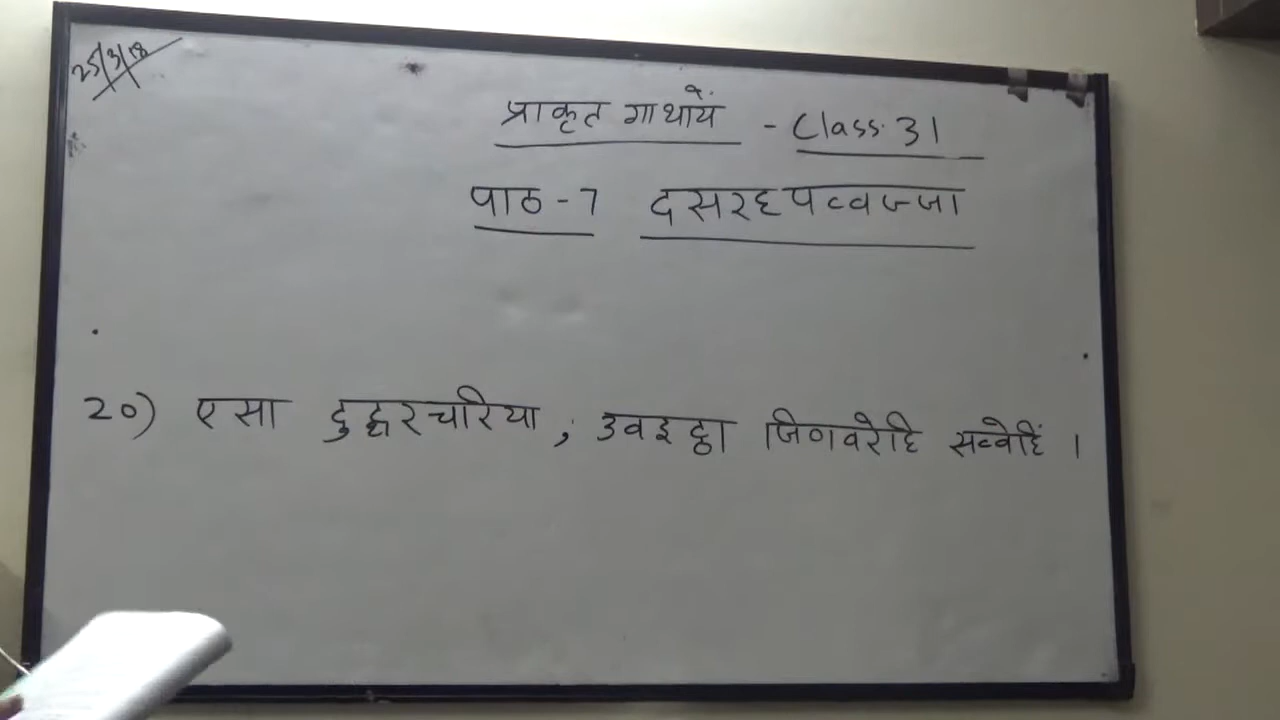 25/3/18
प्राकृत गाथायें - Class. 31
पाठ - 7 दसरहपव्वज्जा
20) एसा दुद्धरचरिया, उवइट्ठा जिणवरेहि सव्वेहिं ।